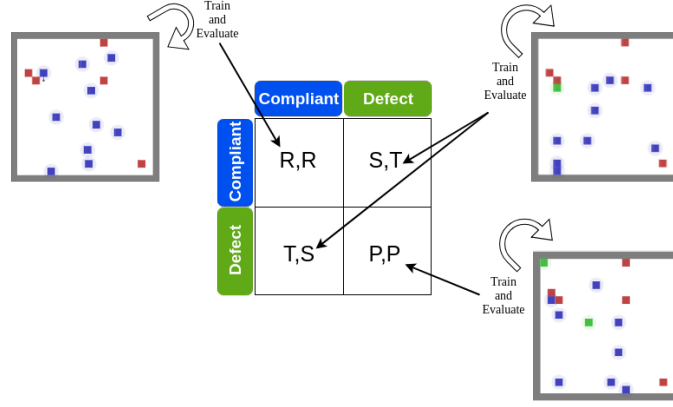 Train
and
Evaluate
Train
and
Evaluate
Compliant Defect
Compliant
R,R S,T
Defect
T,S P,P
Train
and
Evaluate